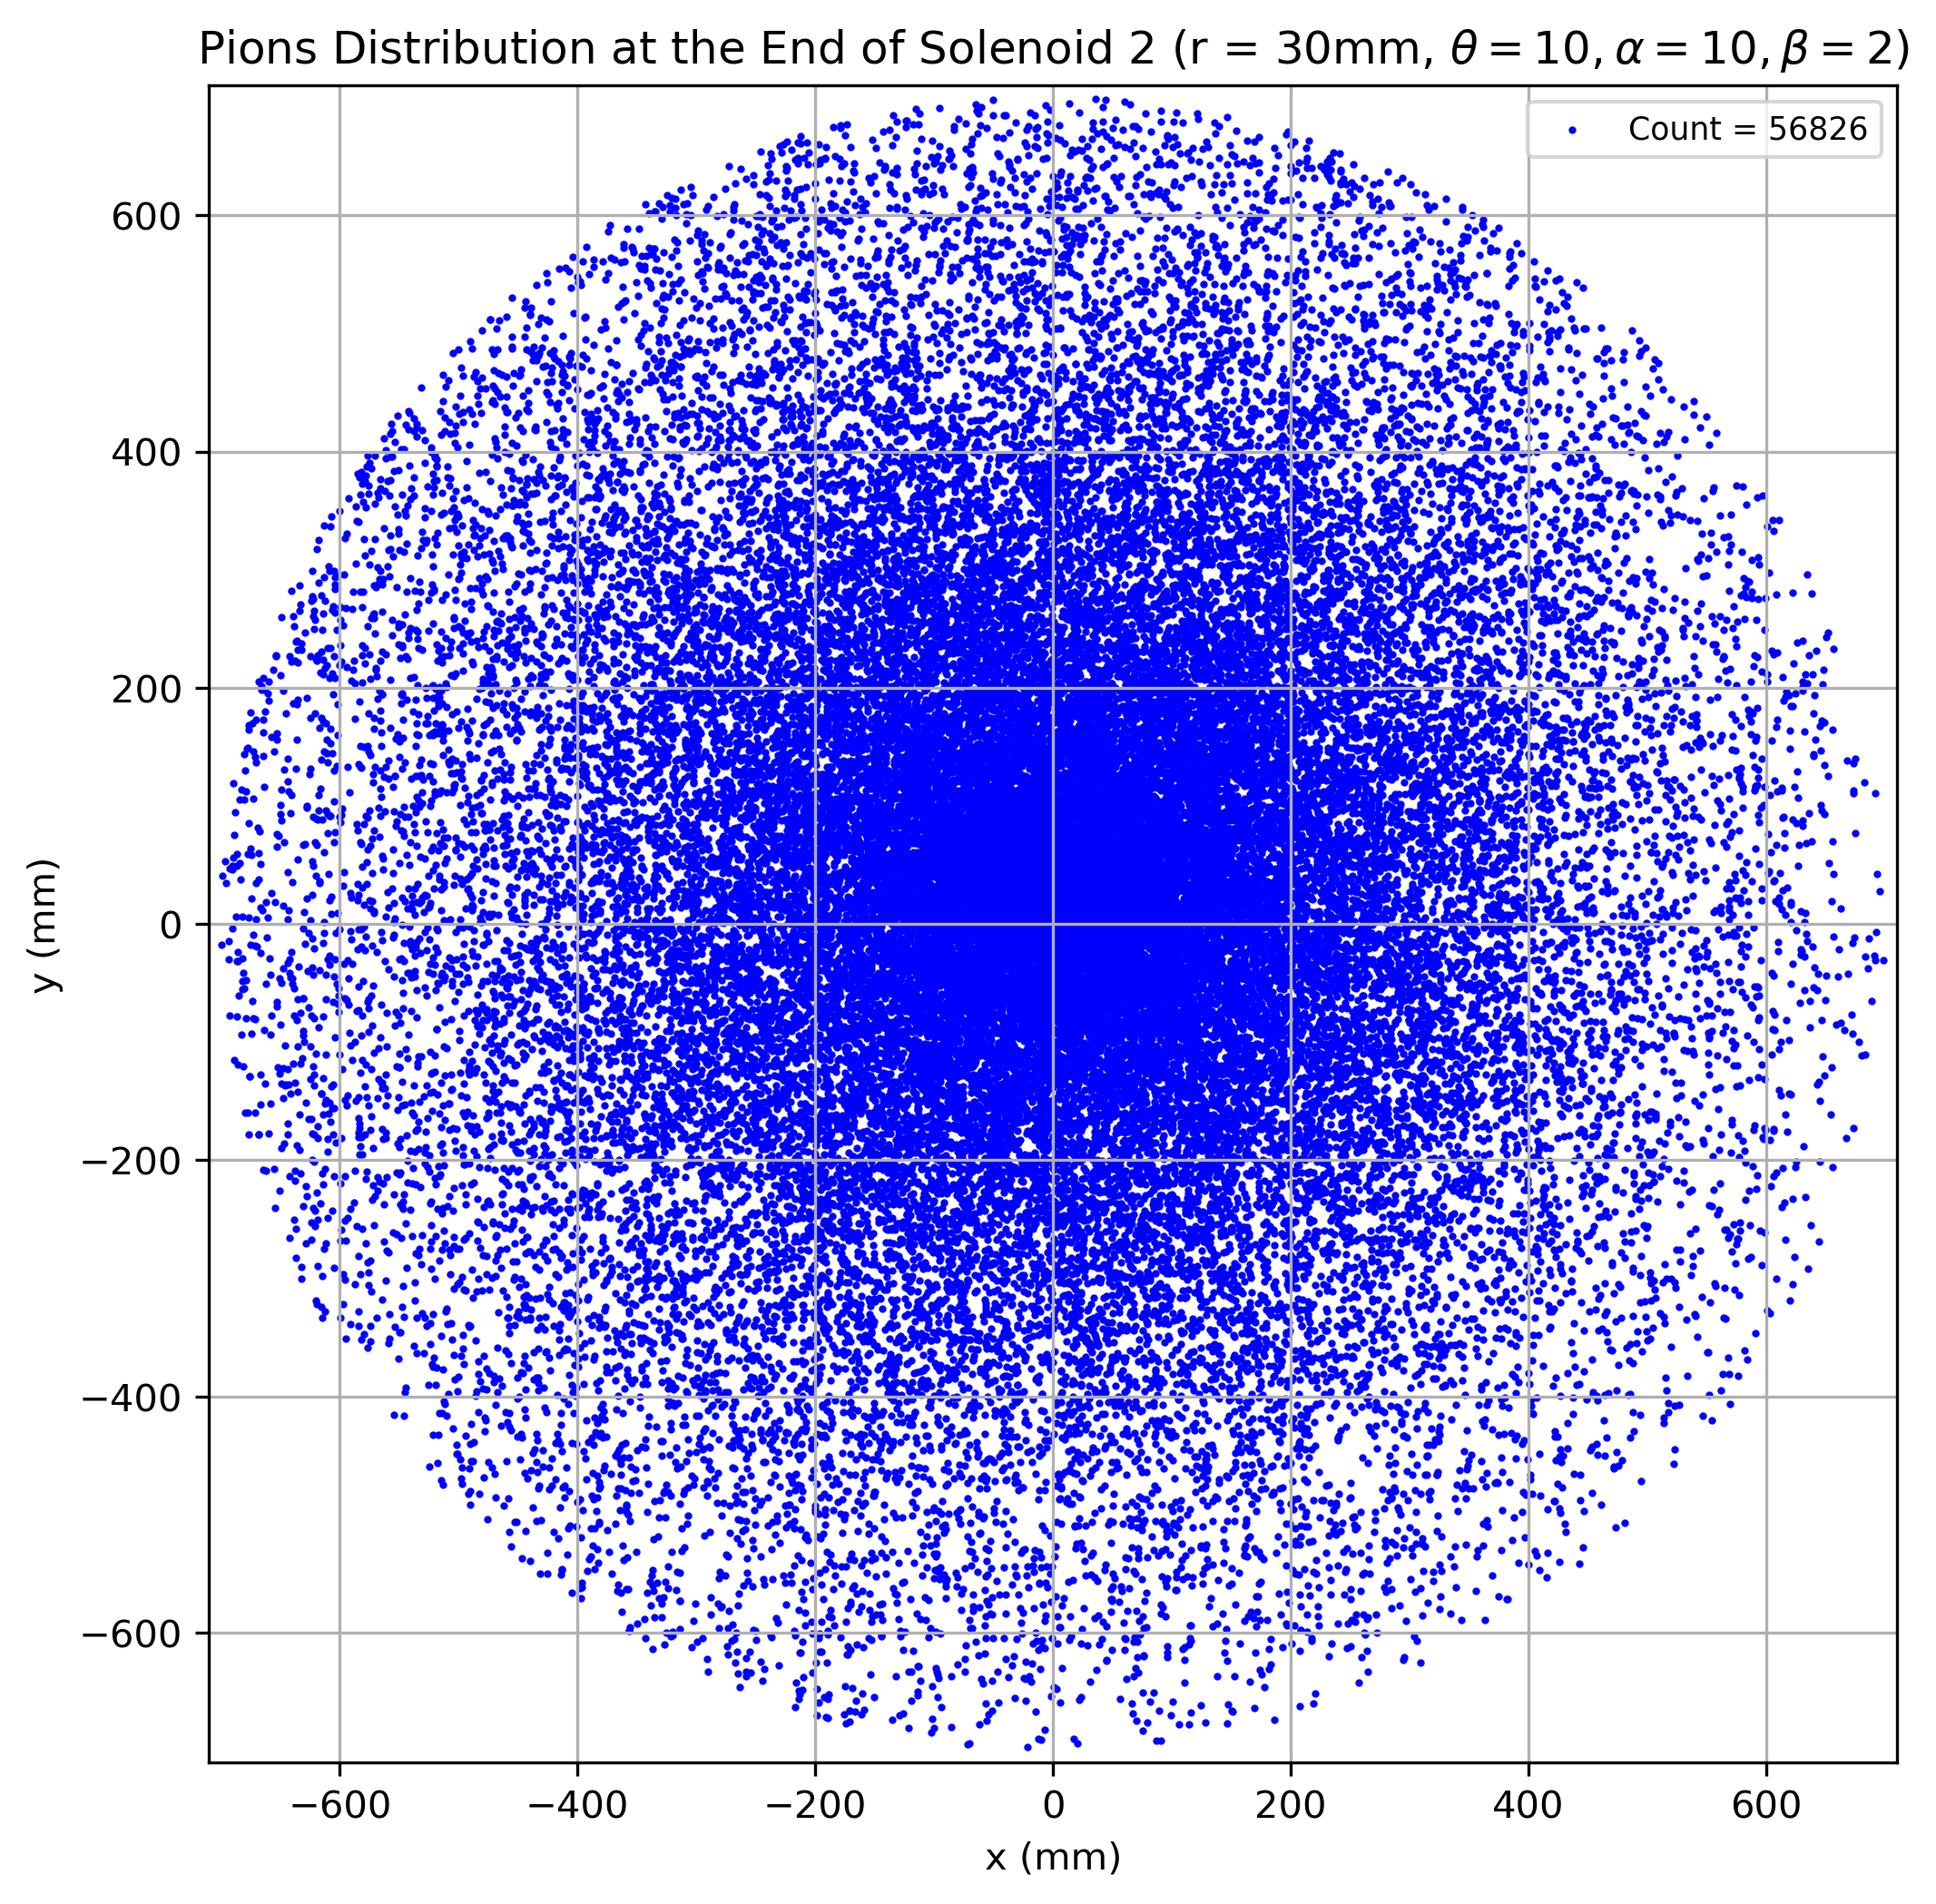 Pions Distribution at the End of Solenoid 2 (r = 30mm, θ = 10, α = 10, β = 2)
Count = 56826
600
400
200
0
−200
−400
−600
y (mm)
−600 −400 −200 0 200 400 600
x (mm)